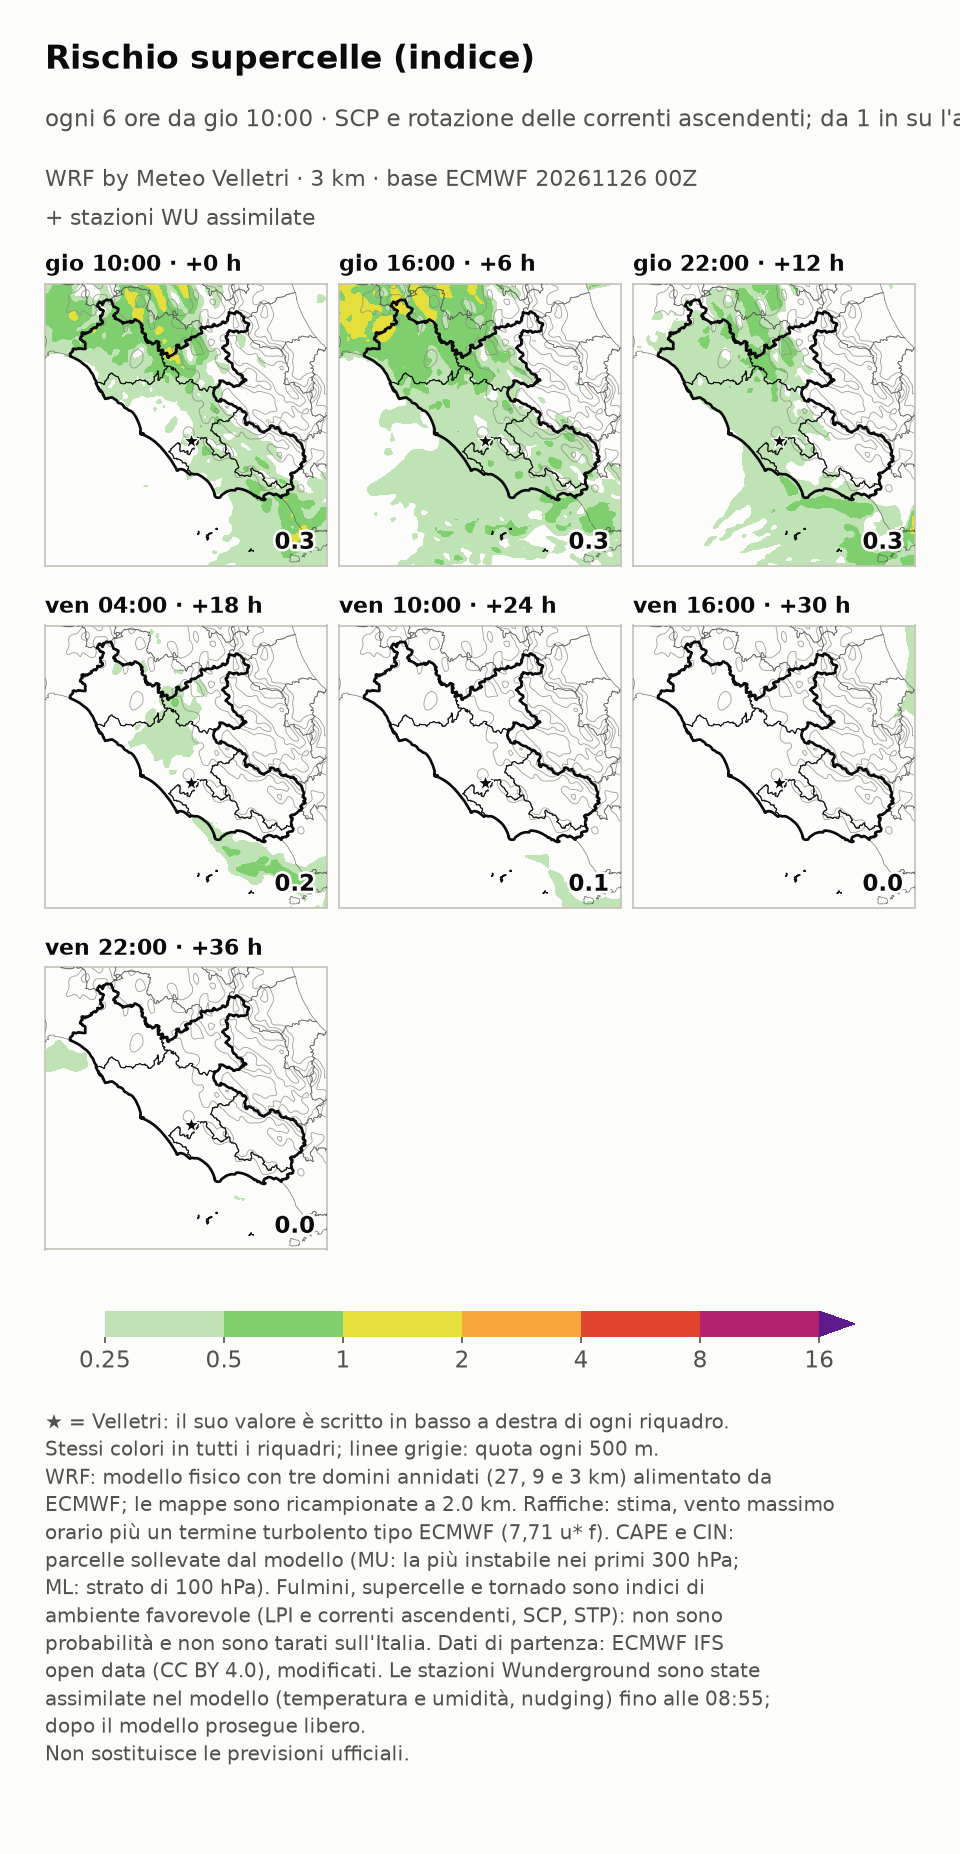 Rischio supercelle (indice)
ogni 6 ore da gio 10:00 · SCP e rotazione delle correnti ascendenti; da 1 in su l'a
WRF by Meteo Velletri · 3 km · base ECMWF 20261126 00Z
+ stazioni WU assimilate
gio 10:00 · +0 h
gio 16:00 · +6 h
gio 22:00 · +12 h
0.3
0.3
0.3
ven 04:00 · +18 h
ven 10:00 · +24 h
ven 16:00 · +30 h
0.2
0.1
0.0
ven 22:00 · +36 h
0.0
0.25 0.5 1 2 4 8 16
★ = Velletri: il suo valore è scritto in basso a destra di ogni riquadro.
Stessi colori in tutti i riquadri; linee grigie: quota ogni 500 m.
WRF: modello fisico con tre domini annidati (27, 9 e 3 km) alimentato da
ECMWF; le mappe sono ricampionate a 2.0 km. Raffiche: stima, vento massimo
orario più un termine turbolento tipo ECMWF (7,71 u* f). CAPE e CIN:
parcelle sollevate dal modello (MU: la più instabile nei primi 300 hPa;
ML: strato di 100 hPa). Fulmini, supercelle e tornado sono indici di
ambiente favorevole (LPI e correnti ascendenti, SCP, STP): non sono
probabilità e non sono tarati sull'Italia. Dati di partenza: ECMWF IFS
open data (CC BY 4.0), modificati. Le stazioni Wunderground sono state
assimilate nel modello (temperatura e umidità, nudging) fino alle 08:55;
dopo il modello prosegue libero.
Non sostituisce le previsioni ufficiali.